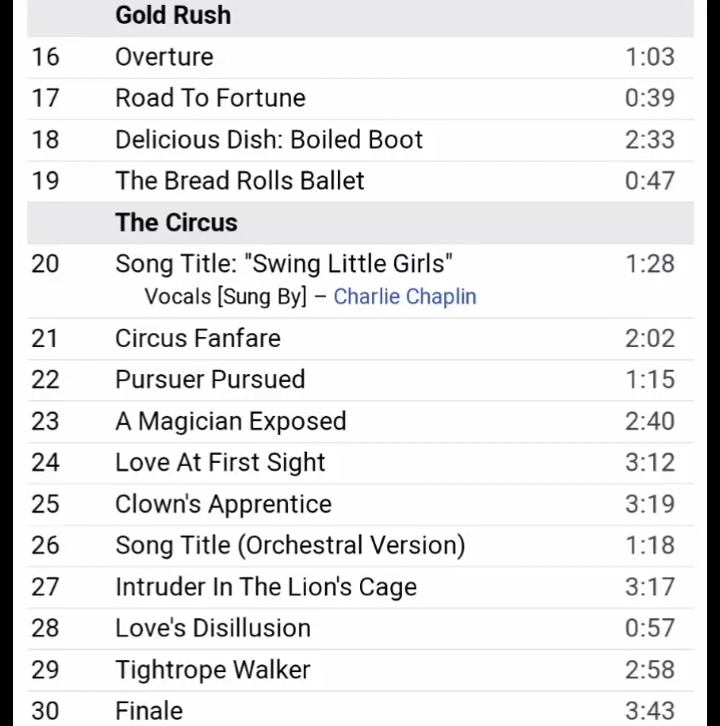 Gold Rush
16 Overture 1:03
17 Road To Fortune 0:39
18 Delicious Dish: Boiled Boot 2:33
19 The Bread Rolls Ballet 0:47
The Circus
20 Song Title: "Swing Little Girls" 1:28
Vocals [Sung By] – Charlie Chaplin
21 Circus Fanfare 2:02
22 Pursuer Pursued 1:15
23 A Magician Exposed 2:40
24 Love At First Sight 3:12
25 Clown's Apprentice 3:19
26 Song Title (Orchestral Version) 1:18
27 Intruder In The Lion's Cage 3:17
28 Love's Disillusion 0:57
29 Tightrope Walker 2:58
30 Finale 3:43